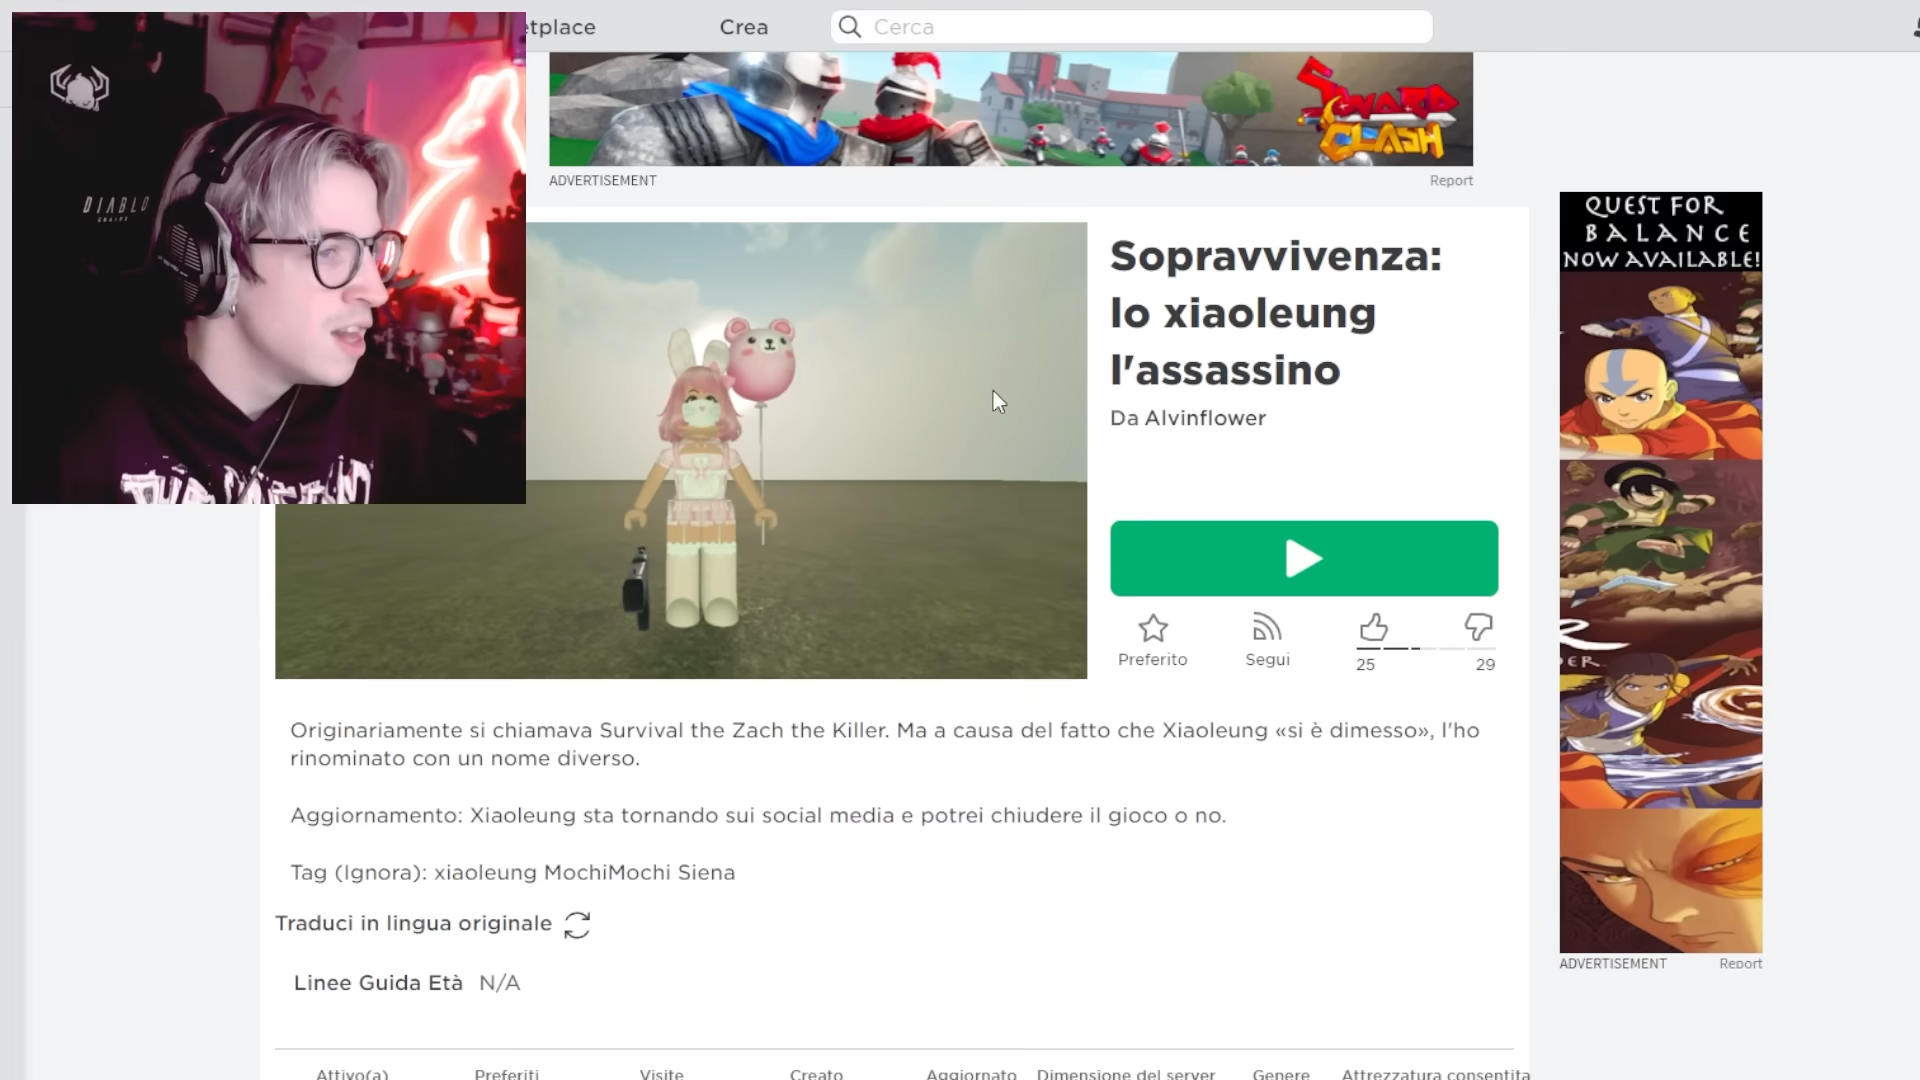 etplace
Crea
Cerca
SWORD
CLASH
ADVERTISEMENT
Report
DIABLO
QUEST FOR
BALANCE
NOW AVAILABLE!
Sopravvivenza:
lo xiaoleung
l'assassino
Da Alvinflower
Preferito
Segui
25
29
Originariamente si chiamava Survival the Zach the Killer. Ma a causa del fatto che Xiaoleung «si è dimesso», l'ho
rinominato con un nome diverso.
Aggiornamento: Xiaoleung sta tornando sui social media e potrei chiudere il gioco o no.
Tag (Ignora): xiaoleung MochiMochi Siena
Traduci in lingua originale
ADVERTISEMENT
Report
Linee Guida Età N/A
Attivo(a)
Preferiti
Visite
Creato
Aggiornato
Dimensione del server
Genere
Attrezzatura consentita